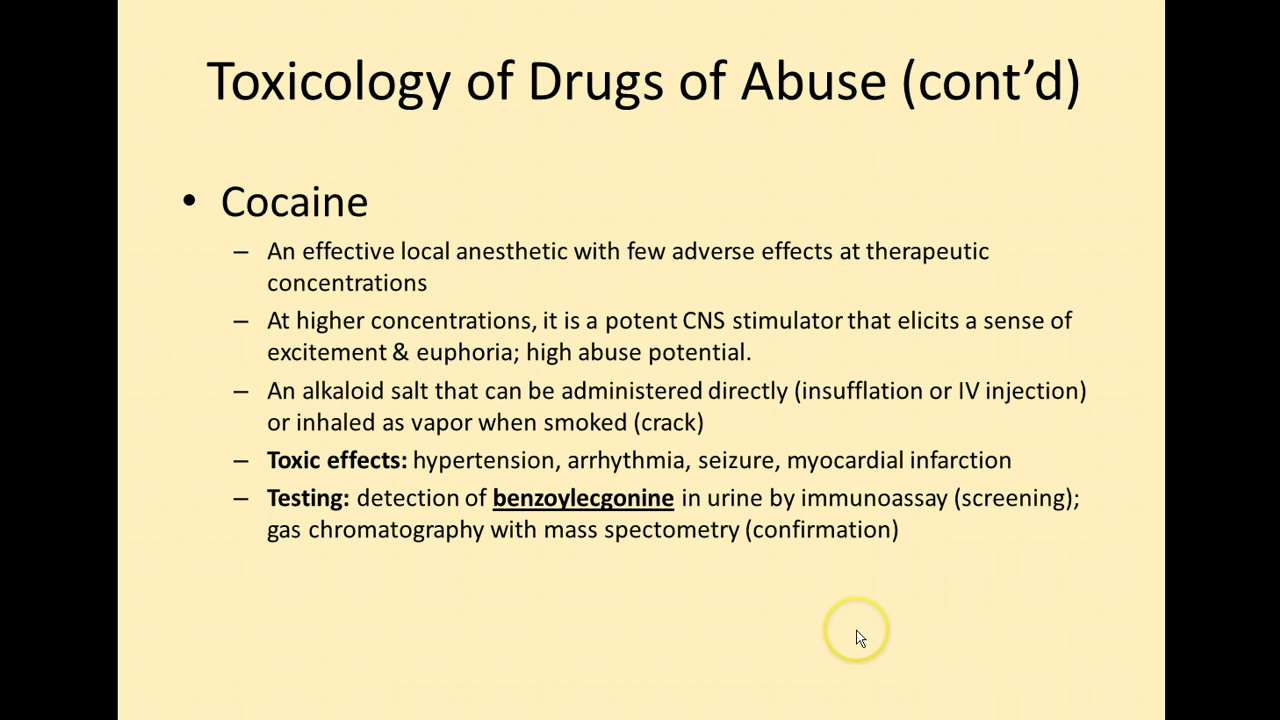 Toxicology of Drugs of Abuse (cont’d)
• Cocaine
– An effective local anesthetic with few adverse effects at therapeutic
concentrations
– At higher concentrations, it is a potent CNS stimulator that elicits a sense of
excitement & euphoria; high abuse potential.
– An alkaloid salt that can be administered directly (insufflation or IV injection)
or inhaled as vapor when smoked (crack)
– Toxic effects: hypertension, arrhythmia, seizure, myocardial infarction
– Testing: detection of benzoylecgonine in urine by immunoassay (screening);
gas chromatography with mass spectometry (confirmation)